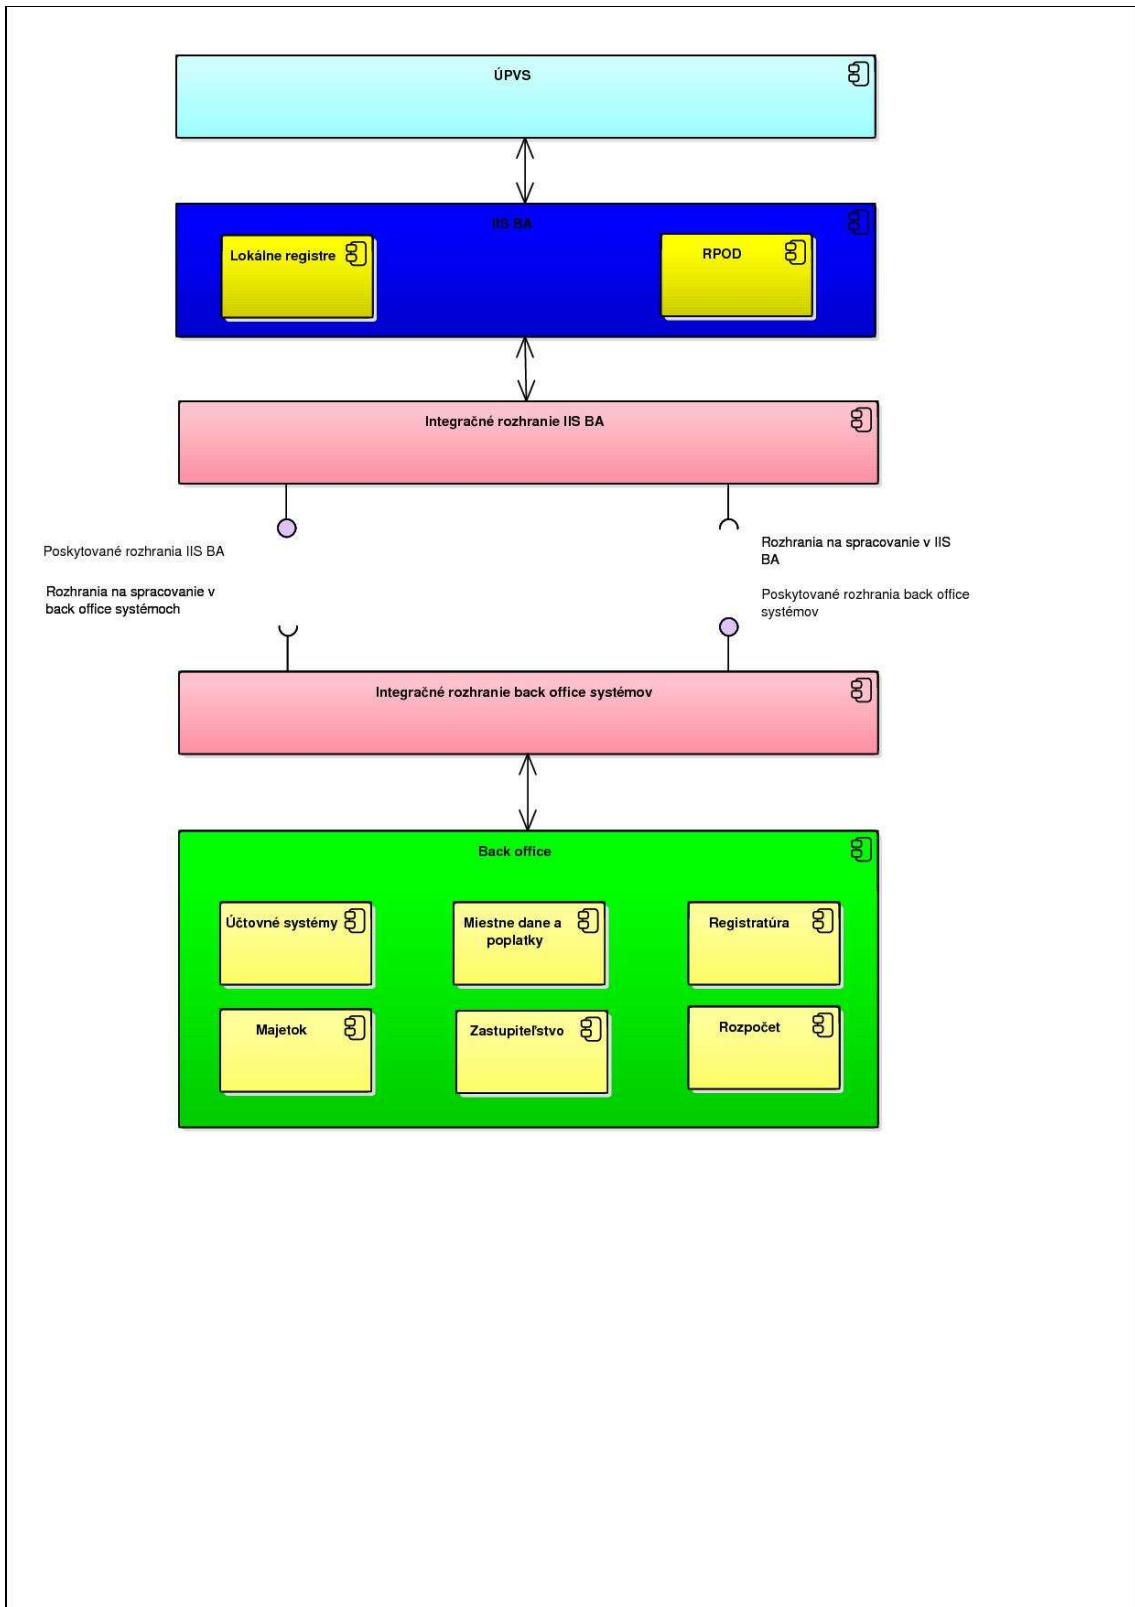 ÚPVS
IIS BA
Lokálne registre
RPOD
Integračné rozhranie IIS BA
Poskytované rozhrania IIS BA
Rozhrania na spracovanie v IIS
BA
Rozhrania na spracovanie v
back office systémoch
Poskytované rozhrania back office
systémov
Integračné rozhranie back office systémov
Back office
Účtovné systémy
Miestne dane a
poplatky
Registratúra
Majetok
Zastupiteľstvo
Rozpočet